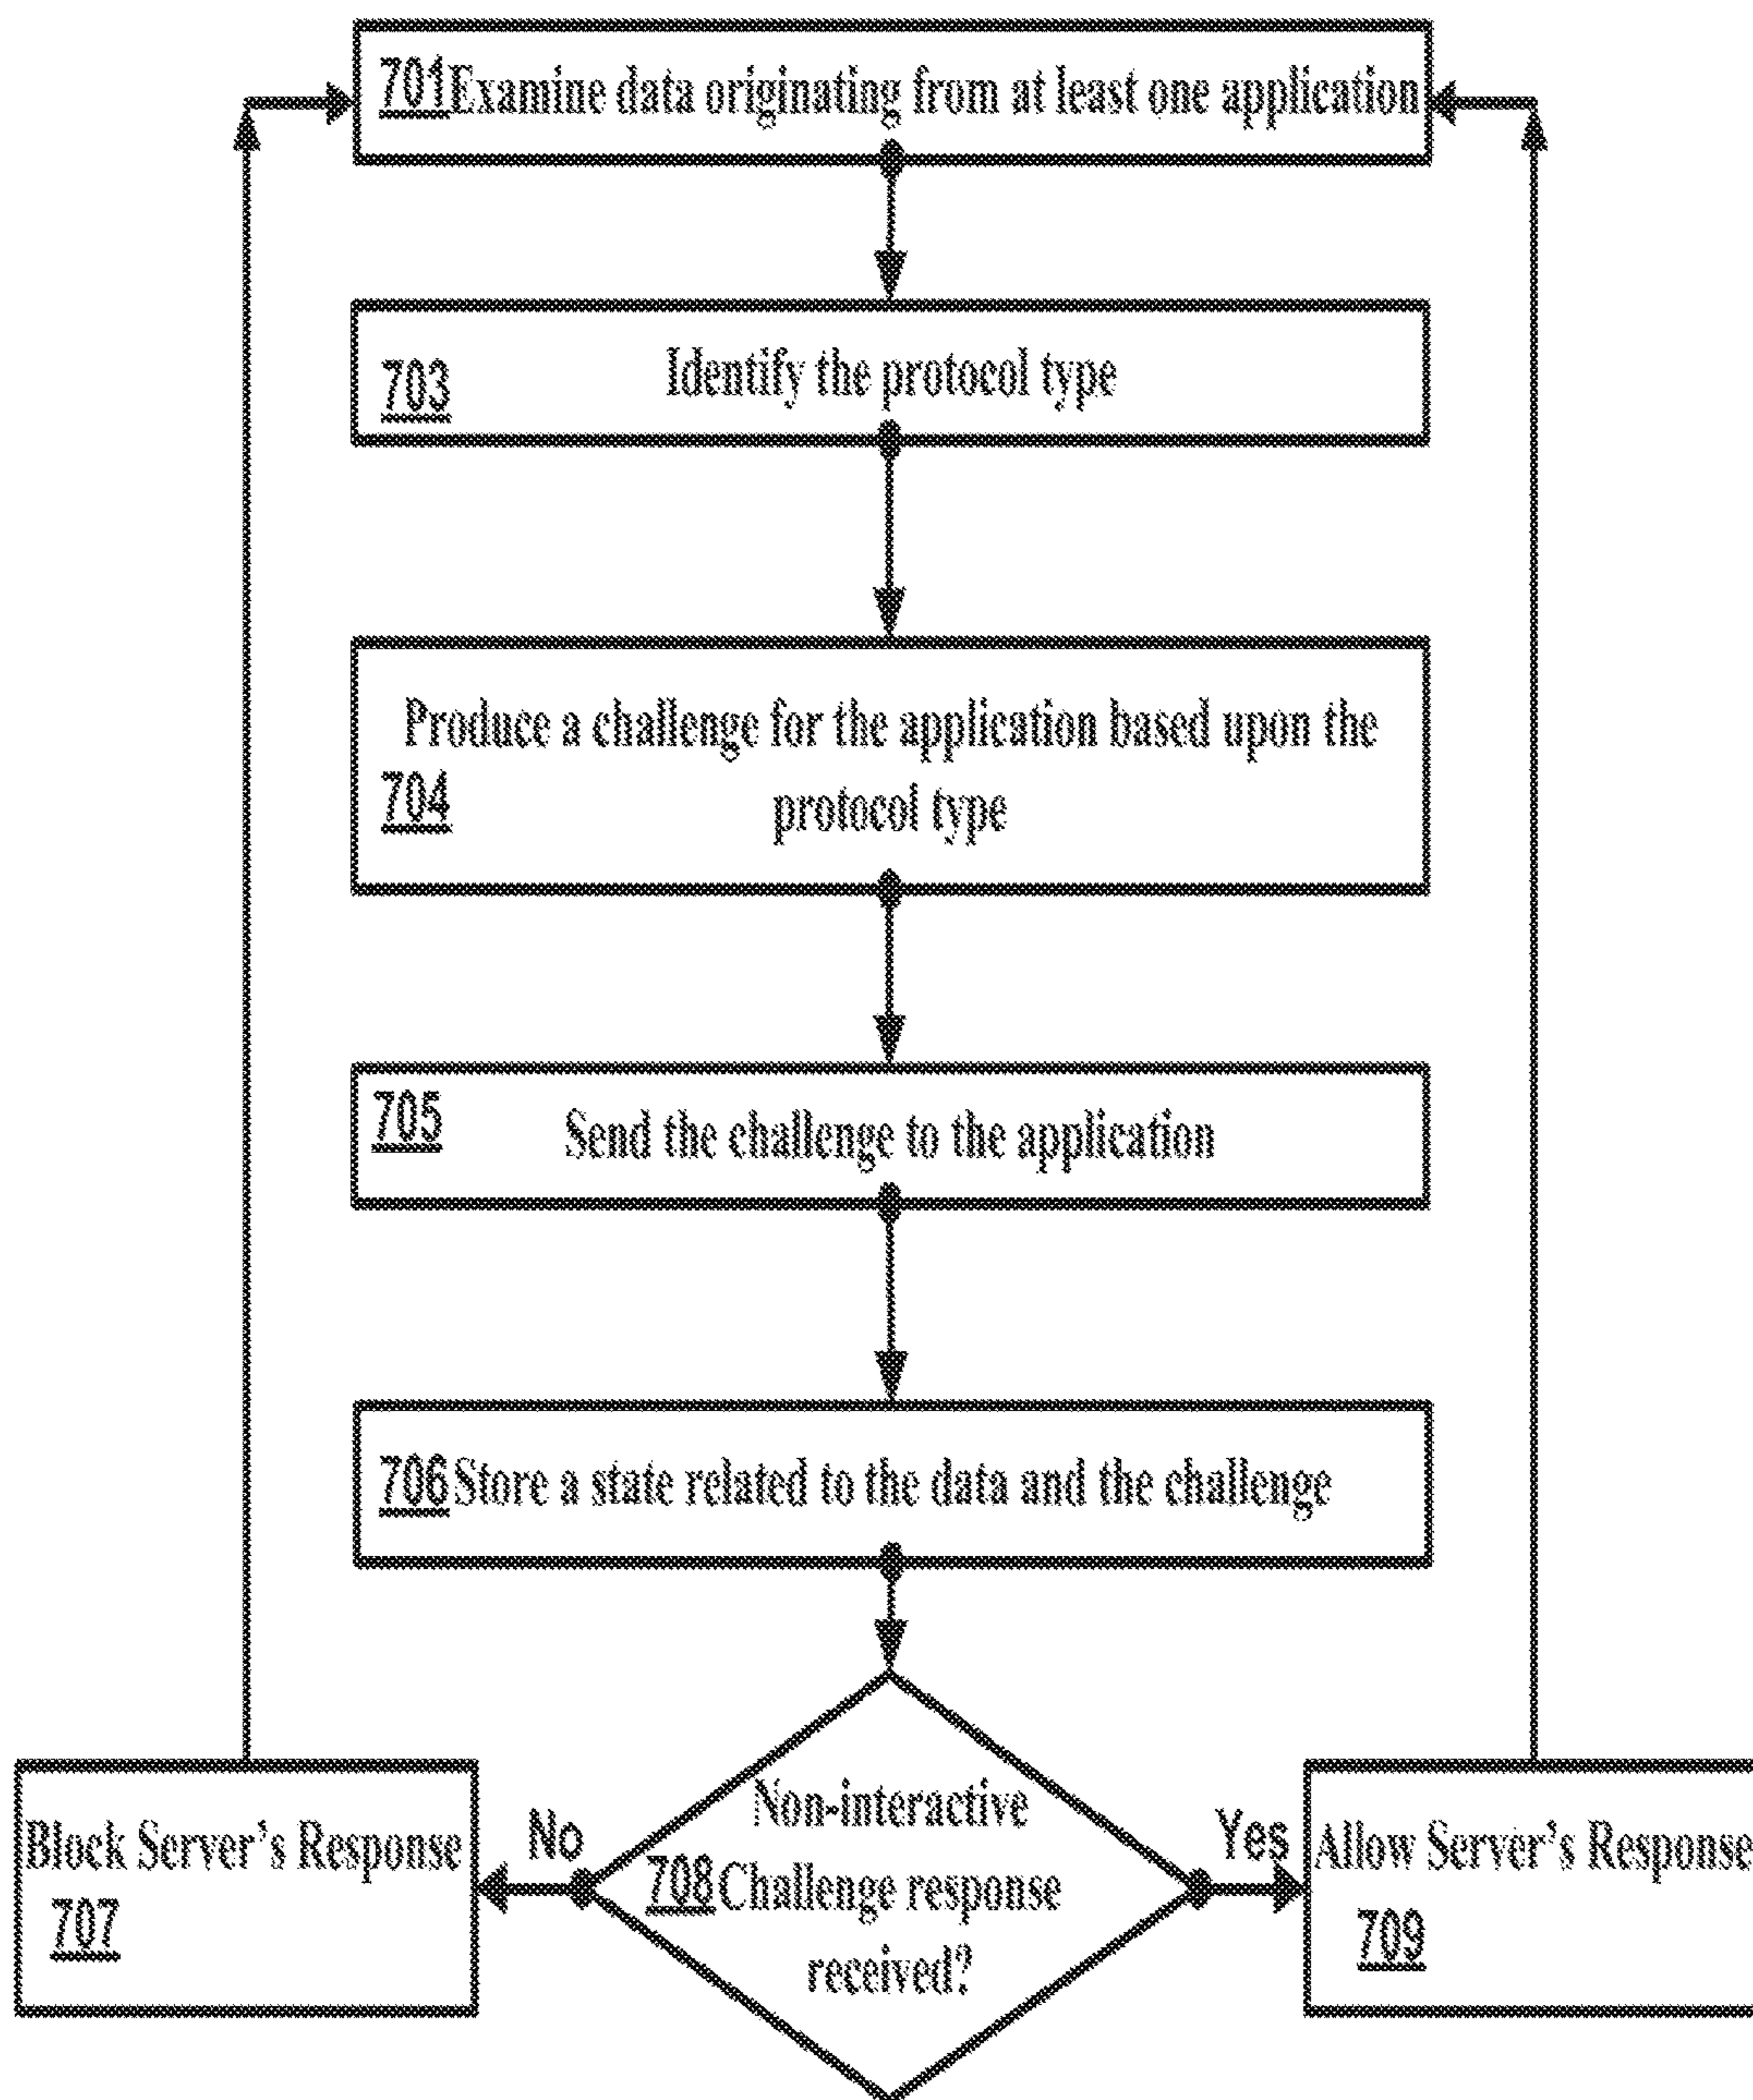 701 Examine data originating from at least one application
703 Identify the protocol type
Produce a challenge for the application based upon the
704 protocol type
705 Send the challenge to the application
706 Store a state related to the data and the challenge
Non-interactive
708 Challenge response
received?
No
Yes
Block Server's Response
707
Allow Server's Response
709